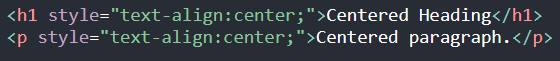 <h1 style="text-align:center;">Centered Heading</h1>
<p style="text-align:center;">Centered paragraph.</p>